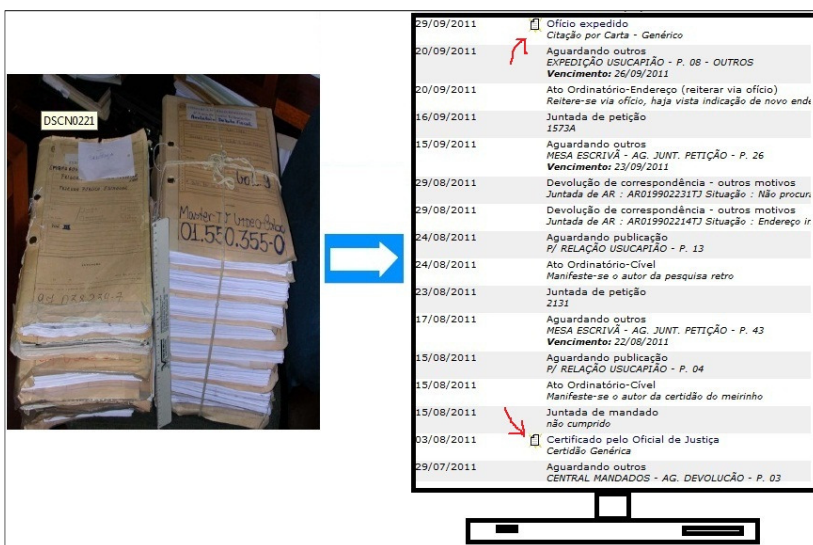 DSCN0221
Vol. 9
01.550.355-0
29/09/2011 Ofício expedido
Citação por Carta - Genérico
20/09/2011 Aguardando outros
EXPEDIÇÃO USUCAPIÃO - P. 08 - OUTROS
Vencimento: 26/09/2011
20/09/2011 Ato Ordinatório-Endereço (reiterar via ofício)
Reitere-se via ofício, haja vista indicação de novo ende
16/09/2011 Juntada de petição
1573A
15/09/2011 Aguardando outros
MESA ESCRIVÃ - AG. JUNT. PETIÇÃO - P. 26
Vencimento: 23/09/2011
29/08/2011 Devolução de correspondência - outros motivos
Juntada de AR : AR019902231TJ Situação : Não procur
29/08/2011 Devolução de correspondência - outros motivos
Juntada de AR : AR019902214TJ Situação : Endereço ir
24/08/2011 Aguardando publicação
P/ RELAÇÃO USUCAPIÃO - P. 13
24/08/2011 Ato Ordinatório-Cível
Manifeste-se o autor da pesquisa retro
23/08/2011 Juntada de petição
2131
17/08/2011 Aguardando outros
MESA ESCRIVÃ - AG. JUNT. PETIÇÃO - P. 43
Vencimento: 22/08/2011
15/08/2011 Aguardando publicação
P/ RELAÇÃO USUCAPIÃO - P. 04
15/08/2011 Ato Ordinatório-Cível
Manifeste-se o autor da certidão do meirinho
15/08/2011 Juntada de mandado
não cumprido
03/08/2011 Certificado pelo Oficial de Justiça
Certidão Genérica
29/07/2011 Aguardando outros
CENTRAL MANDADOS - AG. DEVOLUCÃO - P. 03